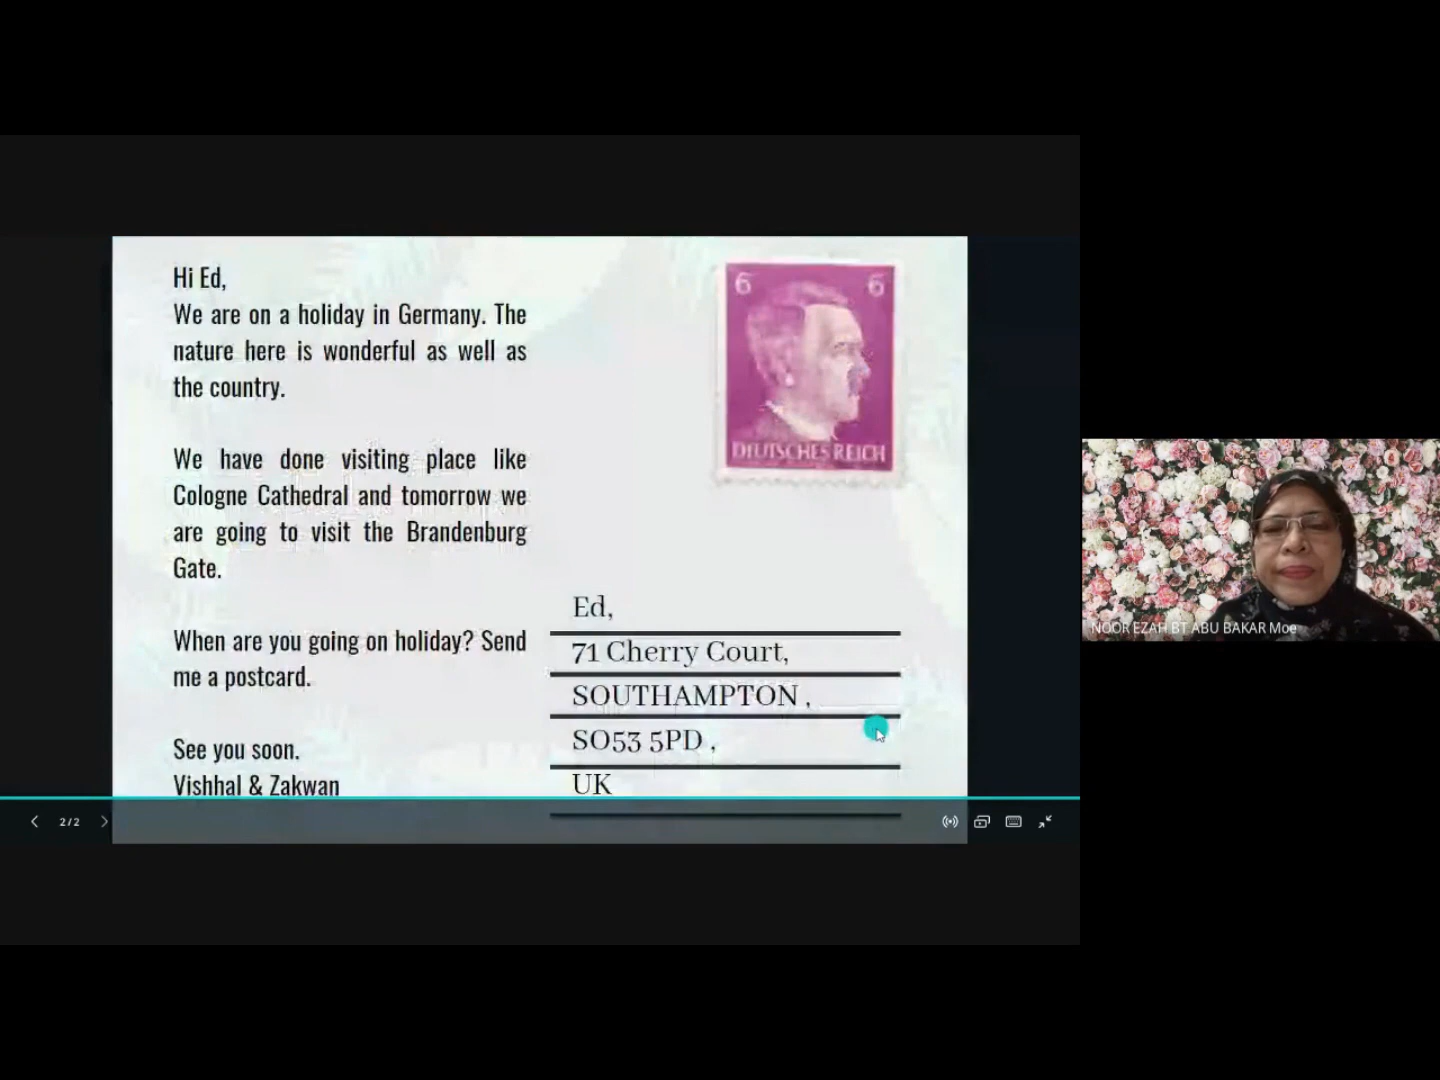 Hi Ed,
We are on a holiday in Germany. The
nature here is wonderful as well as
the country.
We have done visiting place like
Cologne Cathedral and tomorrow we
are going to visit the Brandenburg
Gate.
When are you going on holiday? Send
me a postcard.
See you soon.
Vishhal & Zakwan
6 6
DEUTSCHES REICH
Ed,
71 Cherry Court,
SOUTHAMPTON ,
SO53 5PD ,
UK
2/2
NOOR EZAH BT ABU BAKAR Moe